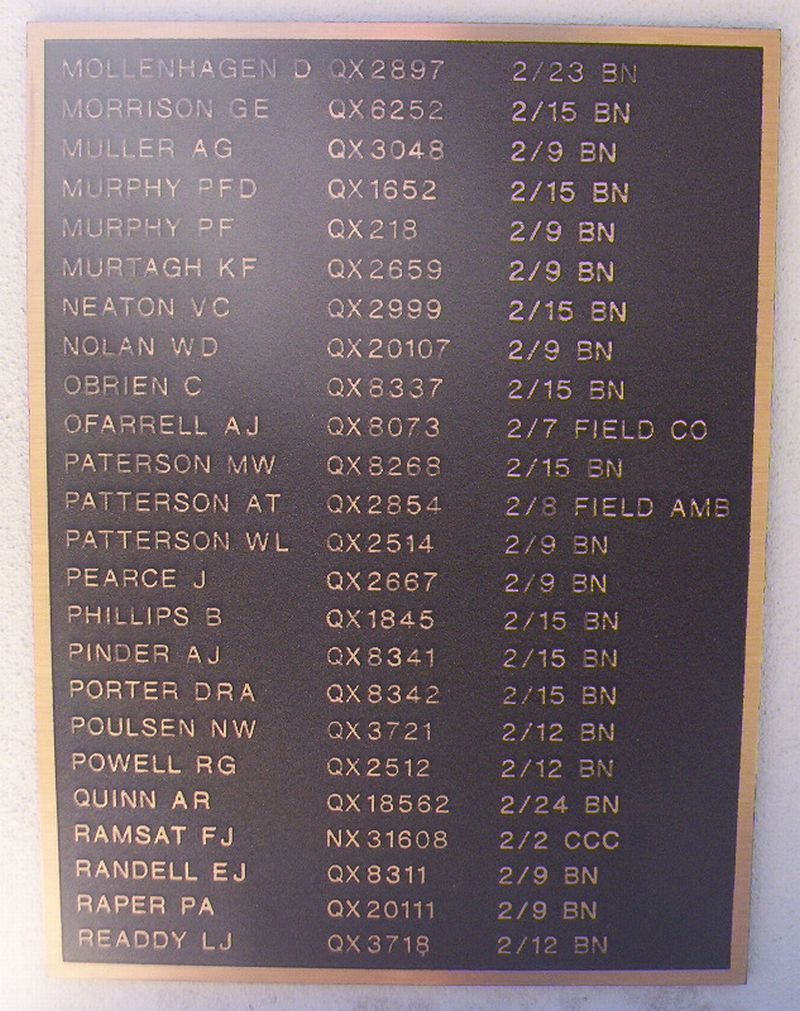 MOLLENHAGEN D QX2897 2/23 BN
MORRISON GE QX6252 2/15 BN
MULLER AG QX3048 2/9 BN
MURPHY PFD QX1652 2/15 BN
MURPHY PF QX218 2/9 BN
MURTAGH KF QX2659 2/9 BN
NEATON VC QX2999 2/15 BN
NOLAN WD QX20107 2/9 BN
OBRIEN C QX8337 2/15 BN
OFARRELL AJ QX8073 2/7 FIELD CO
PATERSON MW QX8268 2/15 BN
PATTERSON AT QX2854 2/8 FIELD AMB
PATTERSON WL QX2514 2/9 BN
PEARCE J QX2667 2/9 BN
PHILLIPS B QX1845 2/15 BN
PINDER AJ QX8341 2/15 BN
PORTER DRA QX8342 2/15 BN
POULSEN NW QX3721 2/12 BN
POWELL RG QX2512 2/12 BN
QUINN AR QX18562 2/24 BN
RAMSAT FJ NX31608 2/2 CCC
RANDELL EJ QX8311 2/9 BN
RAPER PA QX20111 2/9 BN
READDY LJ QX3718 2/12 BN